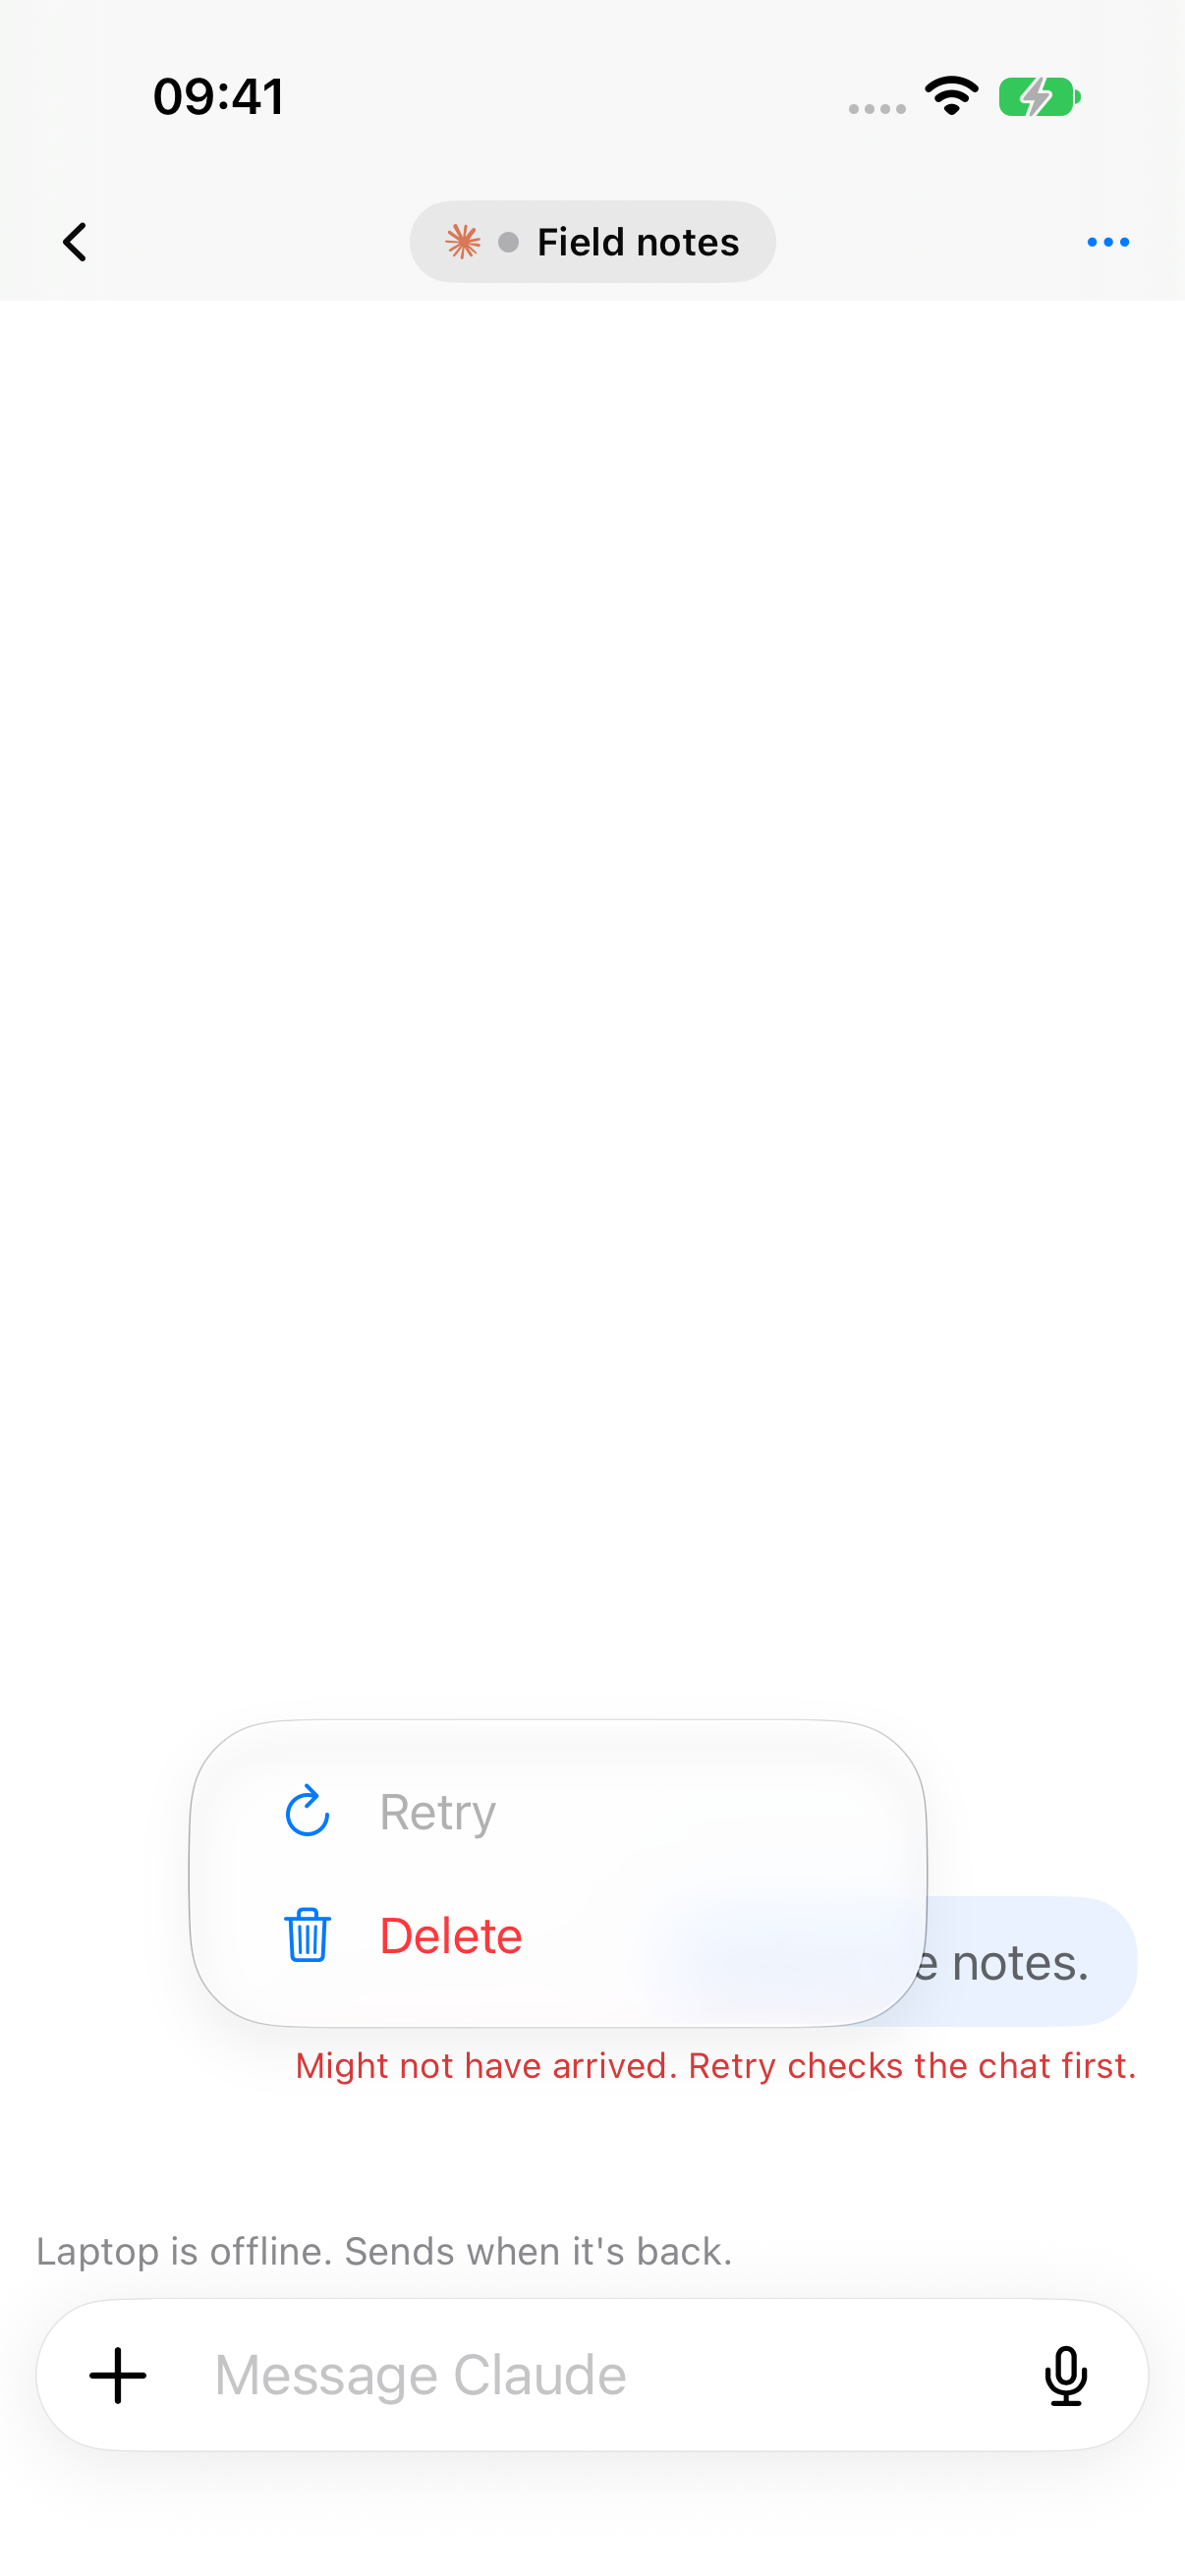 09:41
Field notes
Retry
Delete
notes.
Might not have arrived. Retry checks the chat first.
Laptop is offline. Sends when it's back.
Message Claude